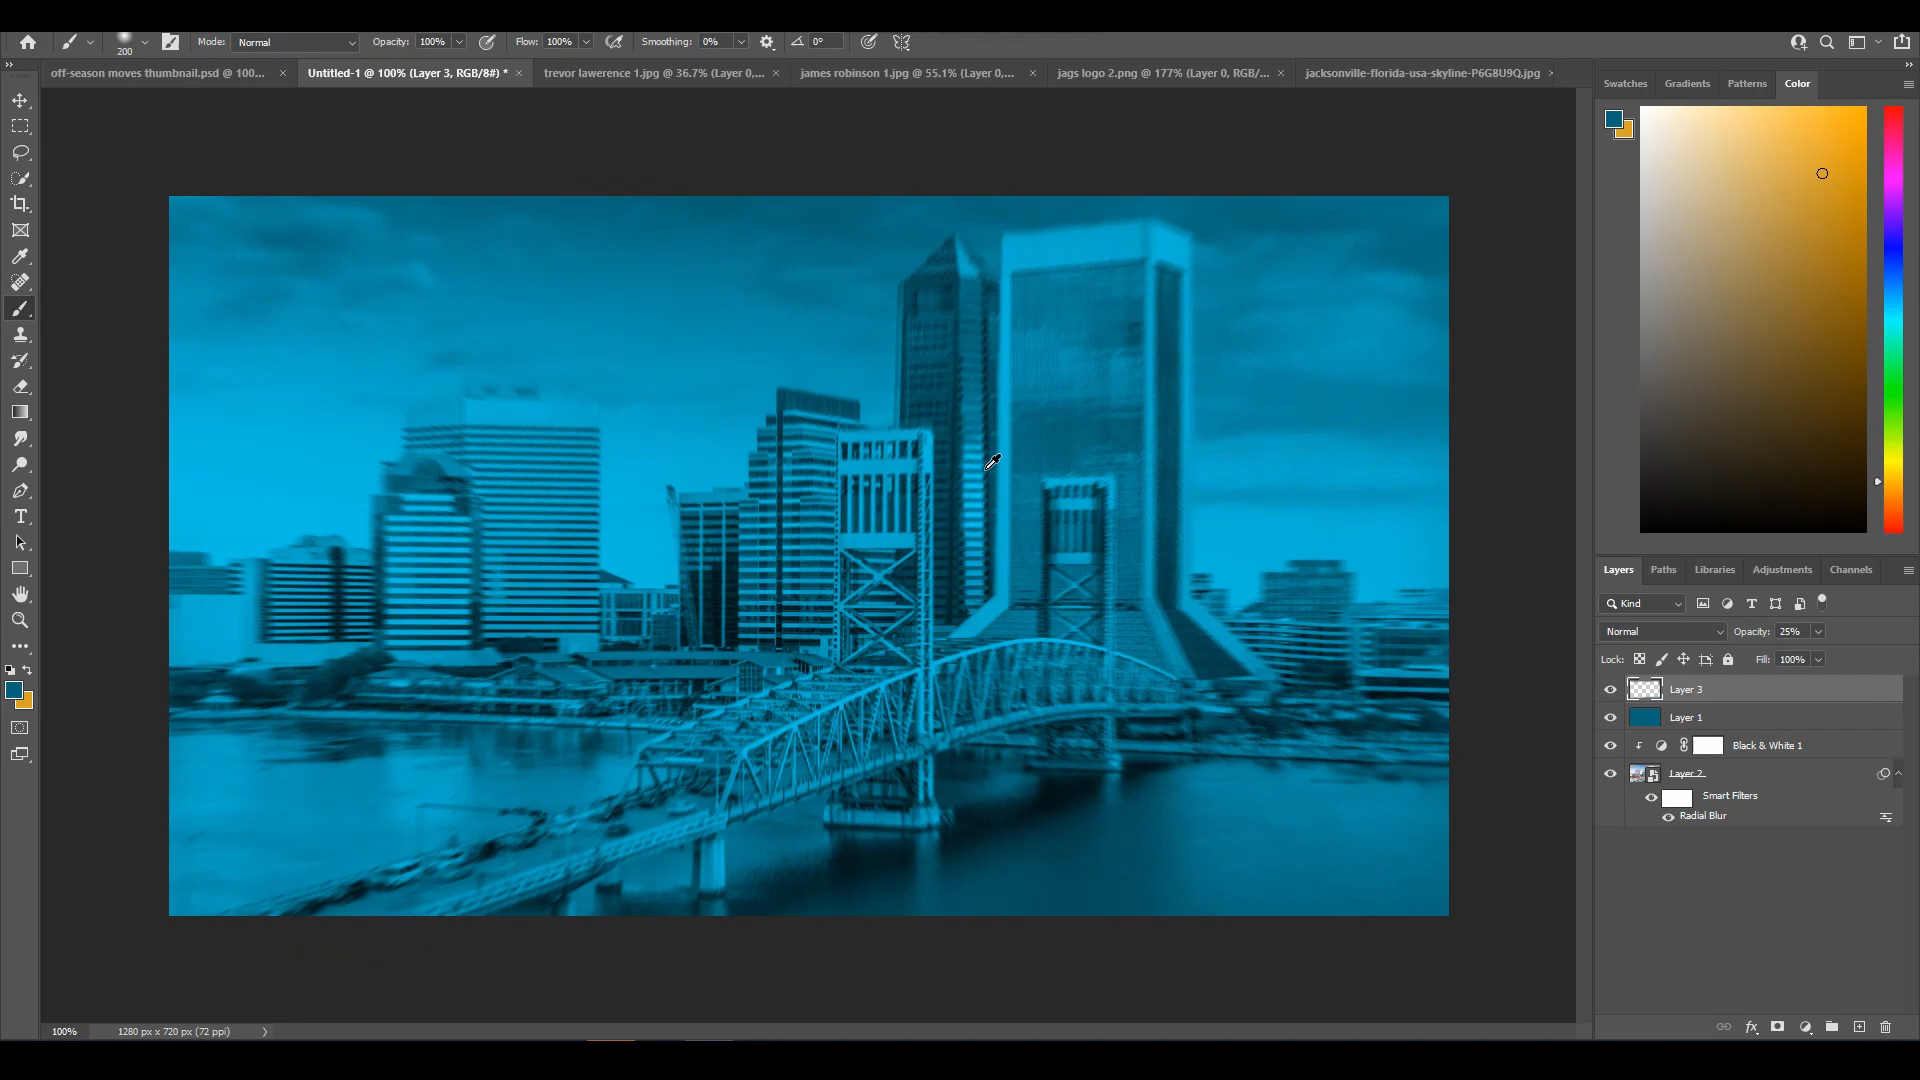 200
Mode: Normal
Opacity: 100%
Flow: 100%
Smoothing: 0%
0°
off-season moves thumbnail.psd @ 100...
Untitled-1 @ 100% (Layer 3, RGB/8#) *
trevor lawerence 1.jpg @ 36.7% (Layer 0,...
james robinson 1.jpg @ 55.1% (Layer 0,...
jags logo 2.png @ 177% (Layer 0, RGB/...
jacksonville-florida-usa-skyline-P6G8U9Q.jpg
Swatches
Gradients
Patterns
Color
Layers
Paths
Libraries
Adjustments
Channels
Kind
Normal
Opacity: 25%
Lock:
Fill: 100%
Layer 3
Layer 1
Black & White 1
Layer 2
Smart Filters
Radial Blur
100%
1280 px x 720 px (72 ppi)